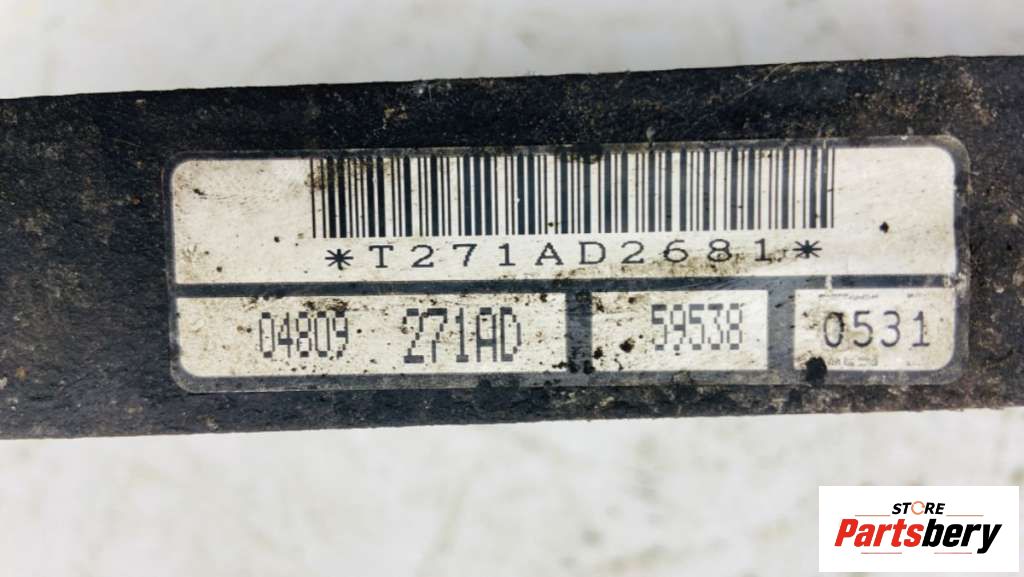 *T271AD2681*
04809 271AD 59538 0531
STORE
Partsbery